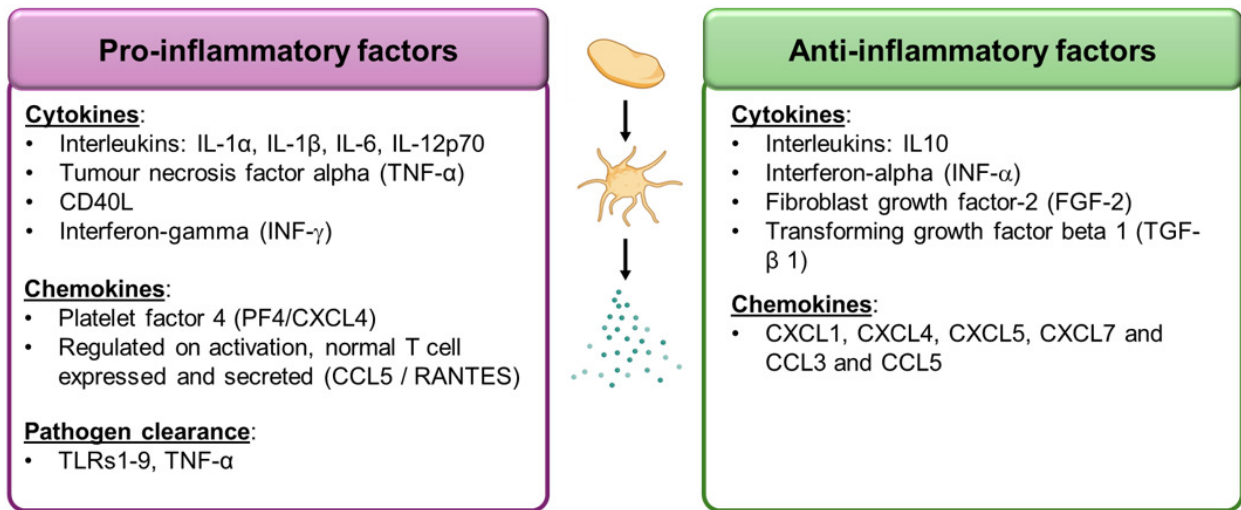 Pro-inflammatory factors
Cytokines:
• Interleukins: IL-1α, IL-1β, IL-6, IL-12p70
• Tumour necrosis factor alpha (TNF-α)
• CD40L
• Interferon-gamma (INF-γ)
Chemokines:
• Platelet factor 4 (PF4/CXCL4)
• Regulated on activation, normal T cell
expressed and secreted (CCL5 / RANTES)
Pathogen clearance:
• TLRs1-9, TNF-α
Anti-inflammatory factors
Cytokines:
• Interleukins: IL10
• Interferon-alpha (INF-α)
• Fibroblast growth factor-2 (FGF-2)
• Transforming growth factor beta 1 (TGF-
β 1)
Chemokines:
• CXCL1, CXCL4, CXCL5, CXCL7 and
CCL3 and CCL5